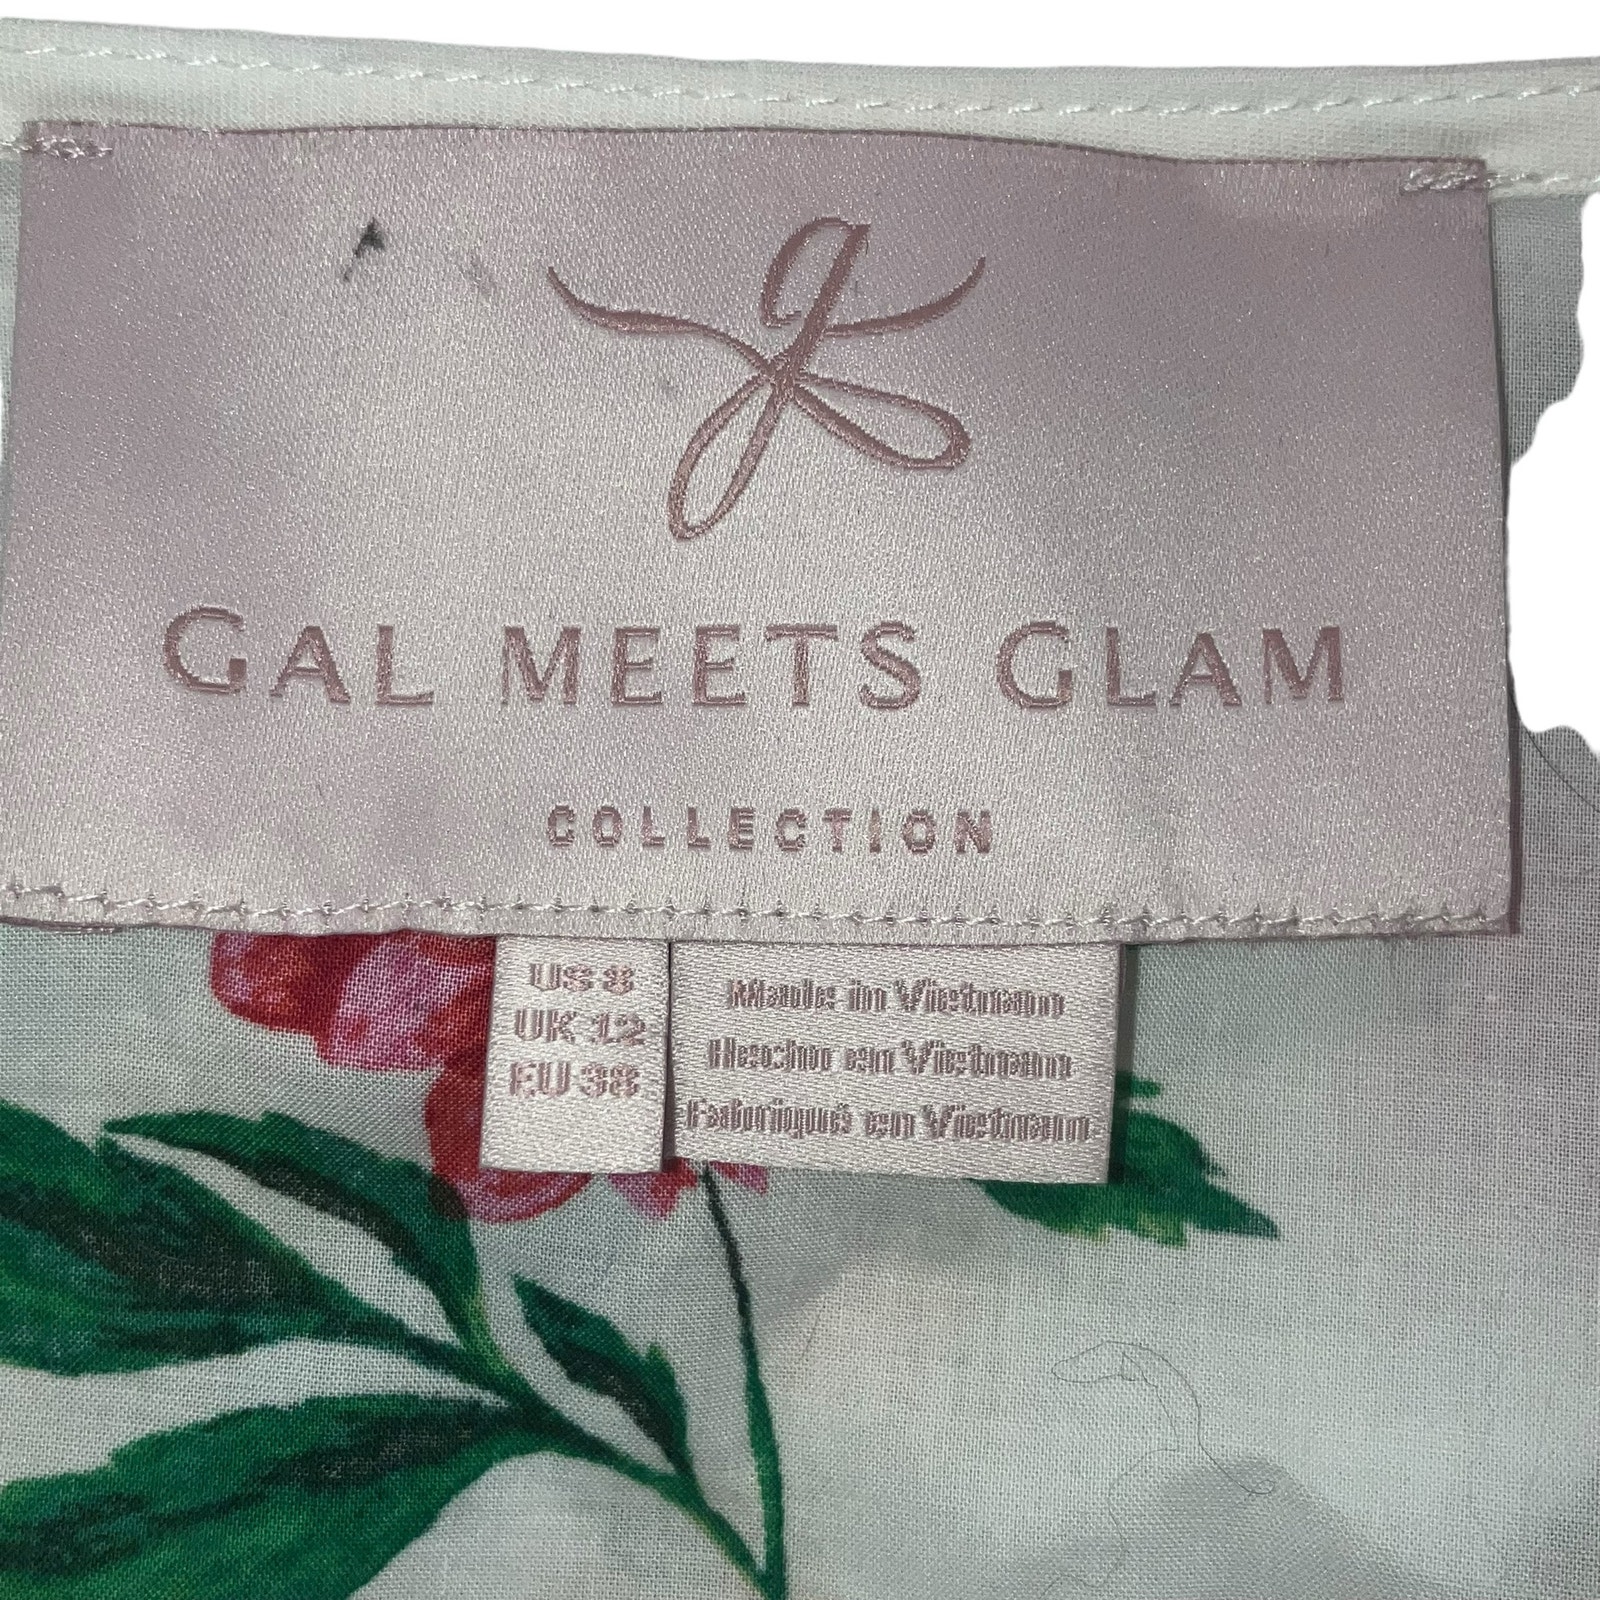 g
GAL MEETS GLAM
COLLECTION
US 8
UK 12
EU 38
Made in Vietnam
Hecho en Vietnam
Fabriqué en Vietnam